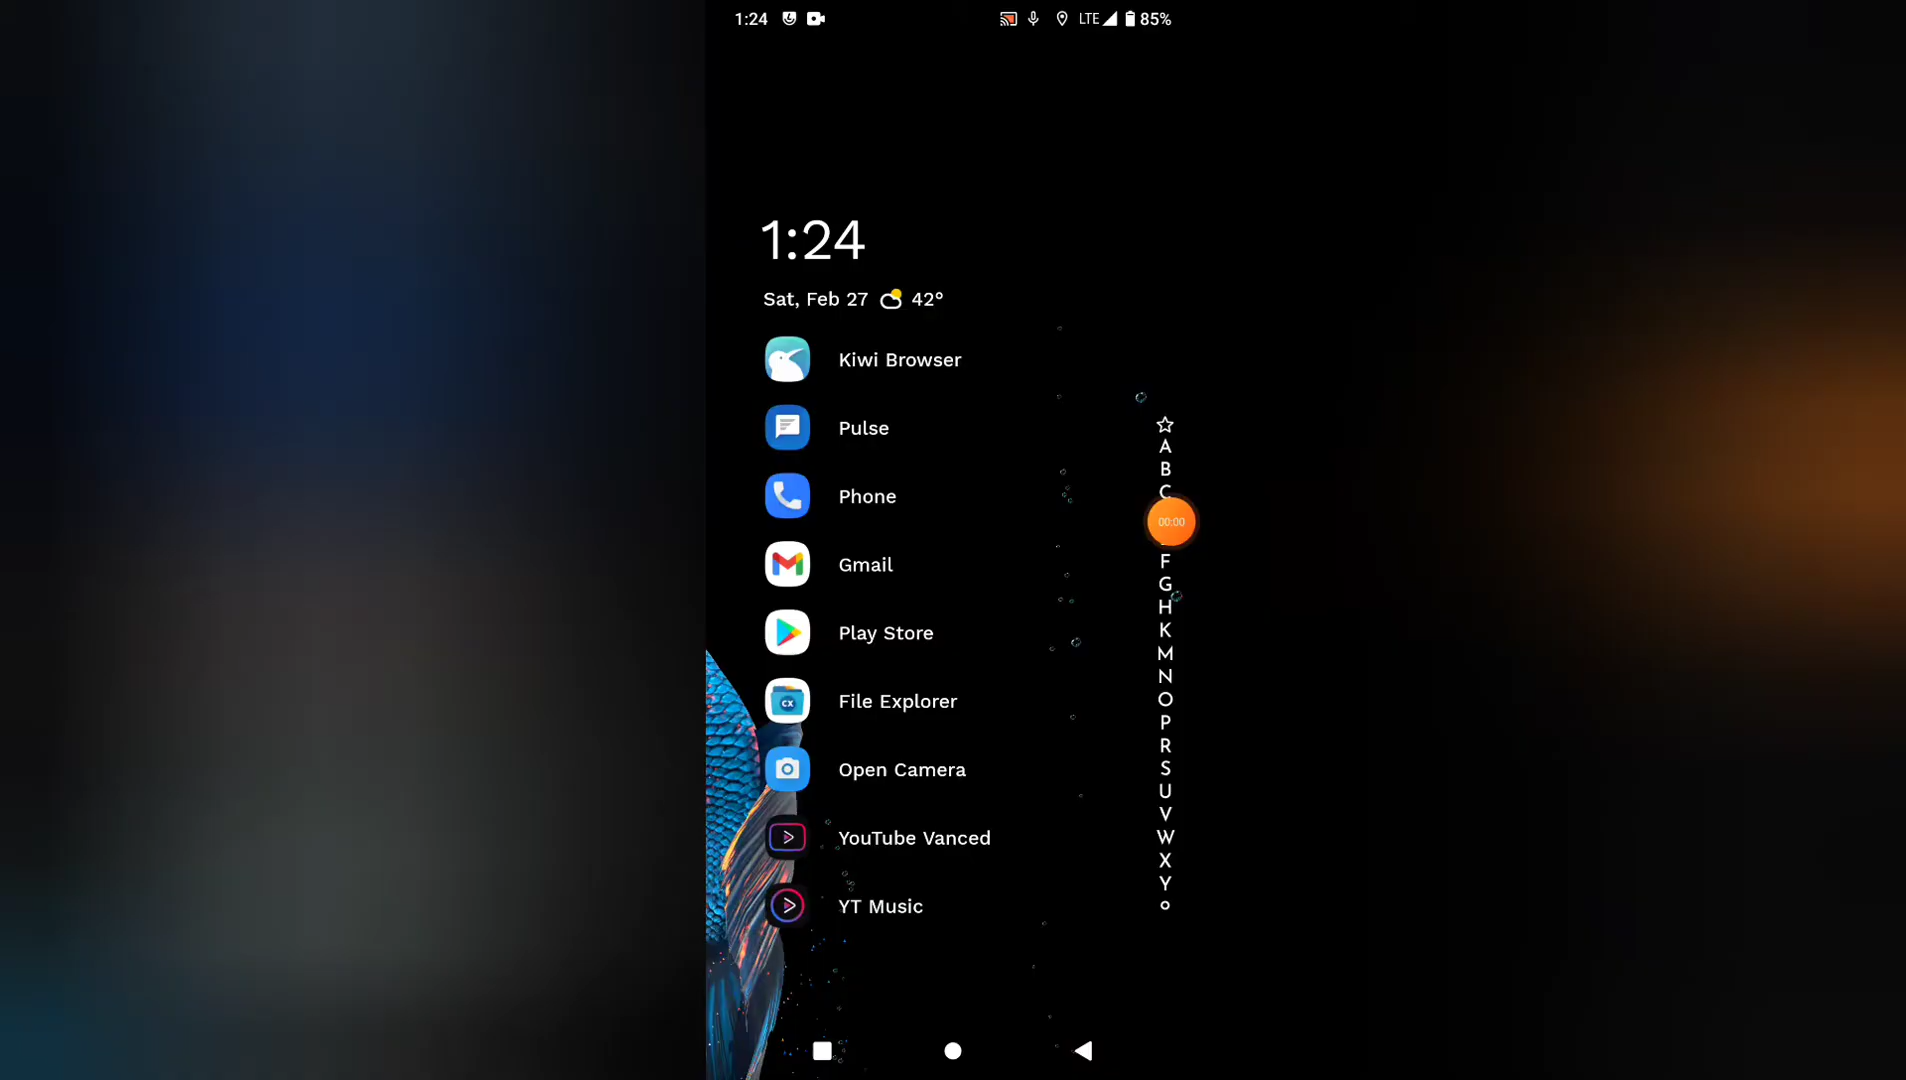 1:24 LTE 85%
1:24
Sat, Feb 27 42°
Kiwi Browser
Pulse
Phone
Gmail
Play Store
CX
File Explorer
Open Camera
YouTube Vanced
YT Music
A
B
C
00:00
F
G
H
K
M
N
O
P
R
S
U
V
W
X
Y